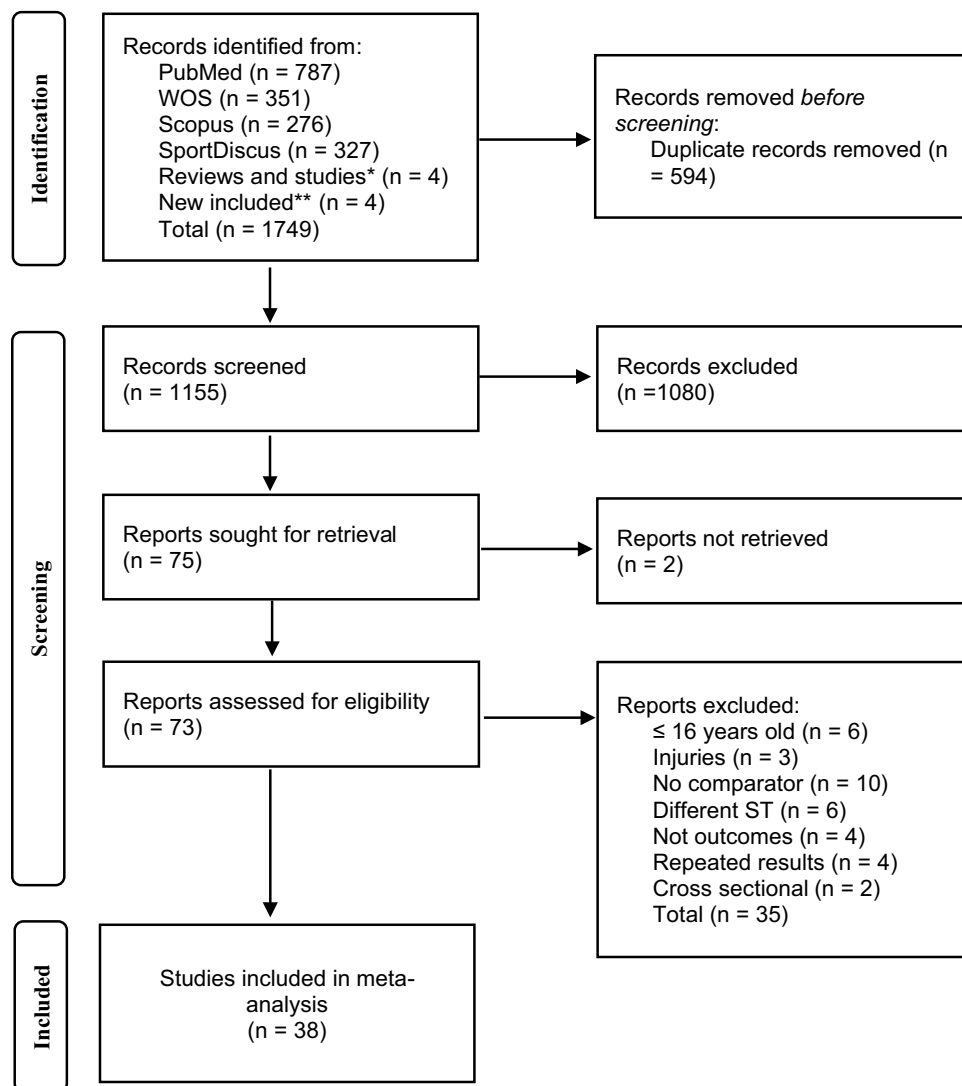 Identification
Records identified from:
PubMed (n = 787)
WOS (n = 351)
Scopus (n = 276)
SportDiscus (n = 327)
Reviews and studies* (n = 4)
New included** (n = 4)
Total (n = 1749)
Records removed before
screening:
Duplicate records removed (n
= 594)
Screening
Records screened
(n = 1155)
Records excluded
(n =1080)
Reports sought for retrieval
(n = 75)
Reports not retrieved
(n = 2)
Reports assessed for eligibility
(n = 73)
Reports excluded:
≤ 16 years old (n = 6)
Injuries (n = 3)
No comparator (n = 10)
Different ST (n = 6)
Not outcomes (n = 4)
Repeated results (n = 4)
Cross sectional (n = 2)
Total (n = 35)
Included
Studies included in meta-
analysis
(n = 38)